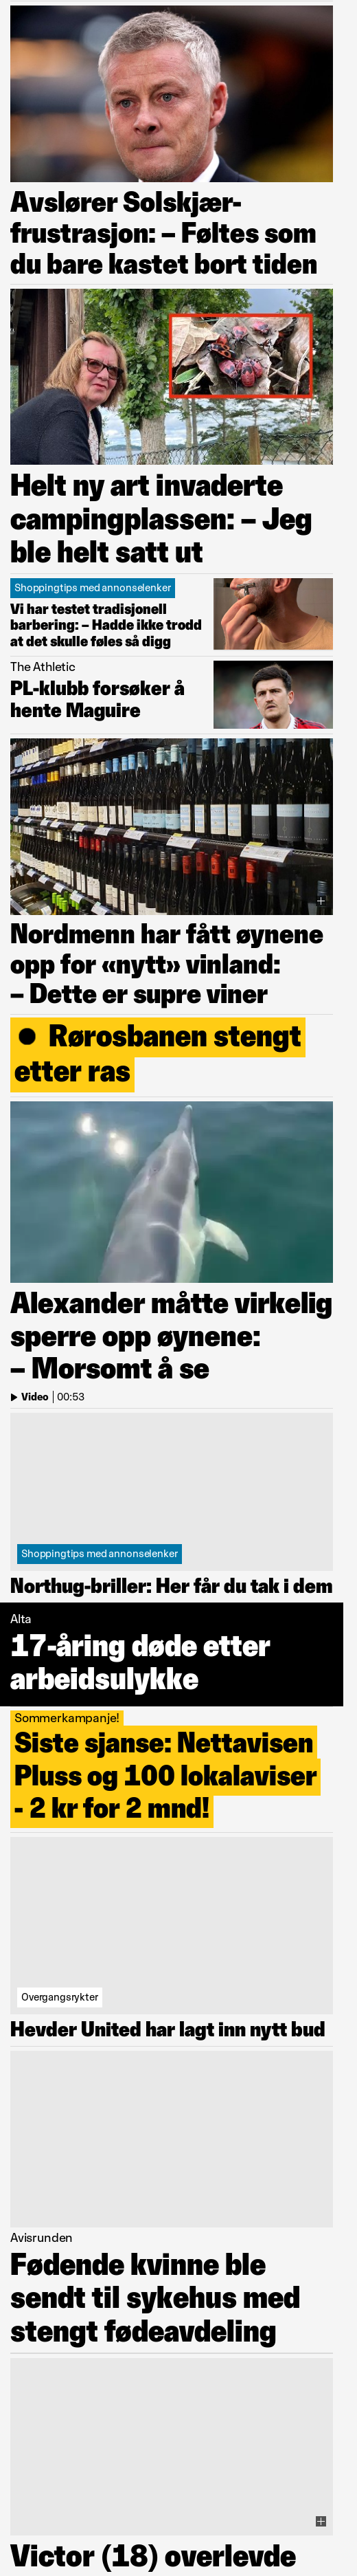 Avslører Solskjær-
frustrasjon: – Føltes som
du bare kastet bort tiden
Helt ny art invaderte
campingplassen: – Jeg
ble helt satt ut
Shoppingtips med annonselenker
Vi har testet tradisjonell
barbering: – Hadde ikke trodd
at det skulle føles så digg
The Athletic
PL-klubb forsøker å
hente Maguire
Nordmenn har fått øynene
opp for «nytt» vinland:
– Dette er supre viner
Rørosbanen stengt
etter ras
Alexander måtte virkelig
sperre opp øynene:
– Morsomt å se
Video | 00:53
Shoppingtips med annonselenker
Northug-briller: Her får du tak i dem
Alta
17-åring døde etter
arbeidsulykke
Sommerkampanje!
Siste sjanse: Nettavisen
Pluss og 100 lokalaviser
- 2 kr for 2 mnd!
Overgangsrykter
Hevder United har lagt inn nytt bud
Avisrunden
Fødende kvinne ble
sendt til sykehus med
stengt fødeavdeling
Victor (18) overlevde